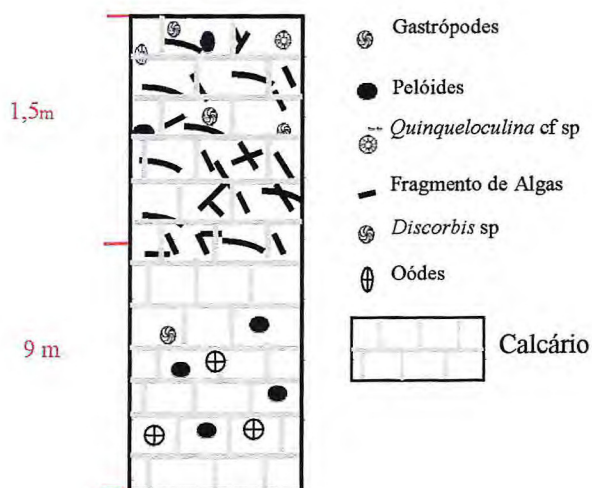 Gastrópodes
1,5m
Pelóides
Quinqueloculina cf sp
Fragmento de Algas
Discorbis sp
Oódes
9 m
Calcário